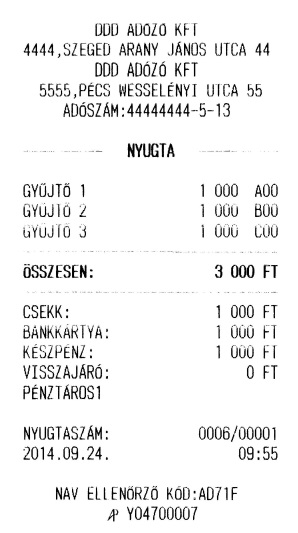 DDD ADÓZÓ KFT
4444,SZEGED ARANY JÁNOS UTCA 44
DDD ADÓZÓ KFT
5555,PÉCS WESSELÉNYI UTCA 55
ADÓSZÁM:44444444-5-13
NYUGTA
GYŰJTŐ 1 1 000 A00
GYŰJTŐ 2 1 000 B00
GYŰJTŐ 3 1 000 C00
ÖSSZESEN: 3 000 FT
CSEKK: 1 000 FT
BANKKÁRTYA: 1 000 FT
KÉSZPÉNZ: 1 000 FT
VISSZAJÁRÓ: 0 FT
PÉNZTÁROS1
NYUGTASZÁM: 0006/00001
2014.09.24. 09:55
NAV ELLENŐRZŐ KÓD:AD71F
AP Y04700007